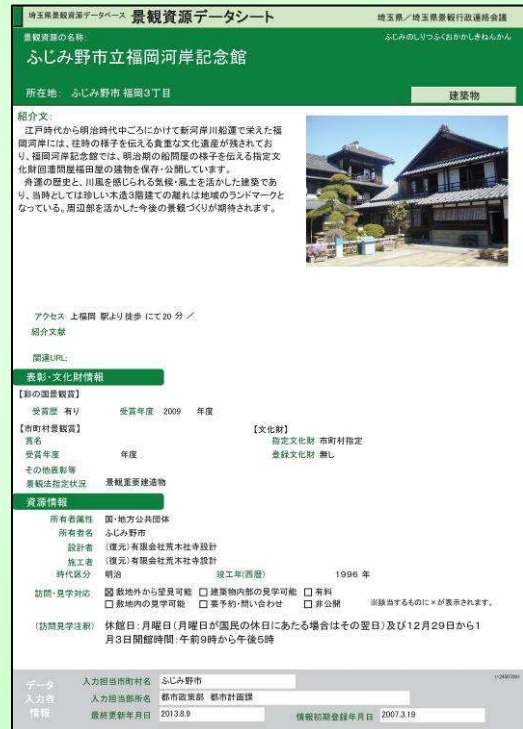 埼玉県景観資源データベース 景観資源データシート 埼玉県/埼玉県景観行政連絡会議
景観資源の名称: ふじみのしりつふくおかかしきねんかん
ふじみ野市立福岡河岸記念館
所在地: ふじみ野市 福岡3丁目
建築物
紹介文:
江戸時代から明治時代中ごろにかけて新河岸川船運で栄えた福
岡河岸には、往時の様子を伝える貴重な文化遺産が残されてお
り、福岡河岸記念館では、明治期の船問屋の様子を伝える指定文
化財回漕問屋福田屋の建物を保存・公開しています。
舟運の歴史と、川風を感じられる気候・風土を活かした建築であ
り、当時としては珍しい木造3階建ての離れは地域のランドマークと
なっている。周辺部を活かした今後の景観づくりが期待されます。
アクセス 上福岡 駅より徒歩 にて20 分 /
紹介文献
関連URL:
表彰・文化財情報
【彩の国景観賞】
受賞歴 有り 受賞年度 2009 年度
【市町村景観賞】 【文化財】
賞名 指定文化財 市町村指定
受賞年度 年度 登録文化財 無し
その他表彰等
景観法指定状況 景観重要建造物
資源情報
所有者属性 国・地方公共団体
所有者名 ふじみ野市
設計者 (復元)有限会社荒木社寺設計
施工者 (復元)有限会社荒木社寺設計
時代区分 明治 竣工年(西暦) 1996 年
訪問・見学対応 ☒ 敷地外から望見可能 ☐ 建築物内部の見学可能 ☐ 有料
☐ 敷地内の見学可能 ☐ 要予約・問い合わせ ☐ 非公開 ※該当するものに×が表示されます。
(訪問見学注釈) 休館日:月曜日(月曜日が国民の休日にあたる場合はその翌日)及び12月29日から1
月3日開館時間:午前9時から午後5時
データ
入力者
情報
入力担当市町村名 ふじみ野市
入力担当部所名 都市政策部 都市計画課
最終更新年月日 2013.8.9 情報初期登録年月日 2007.3.19